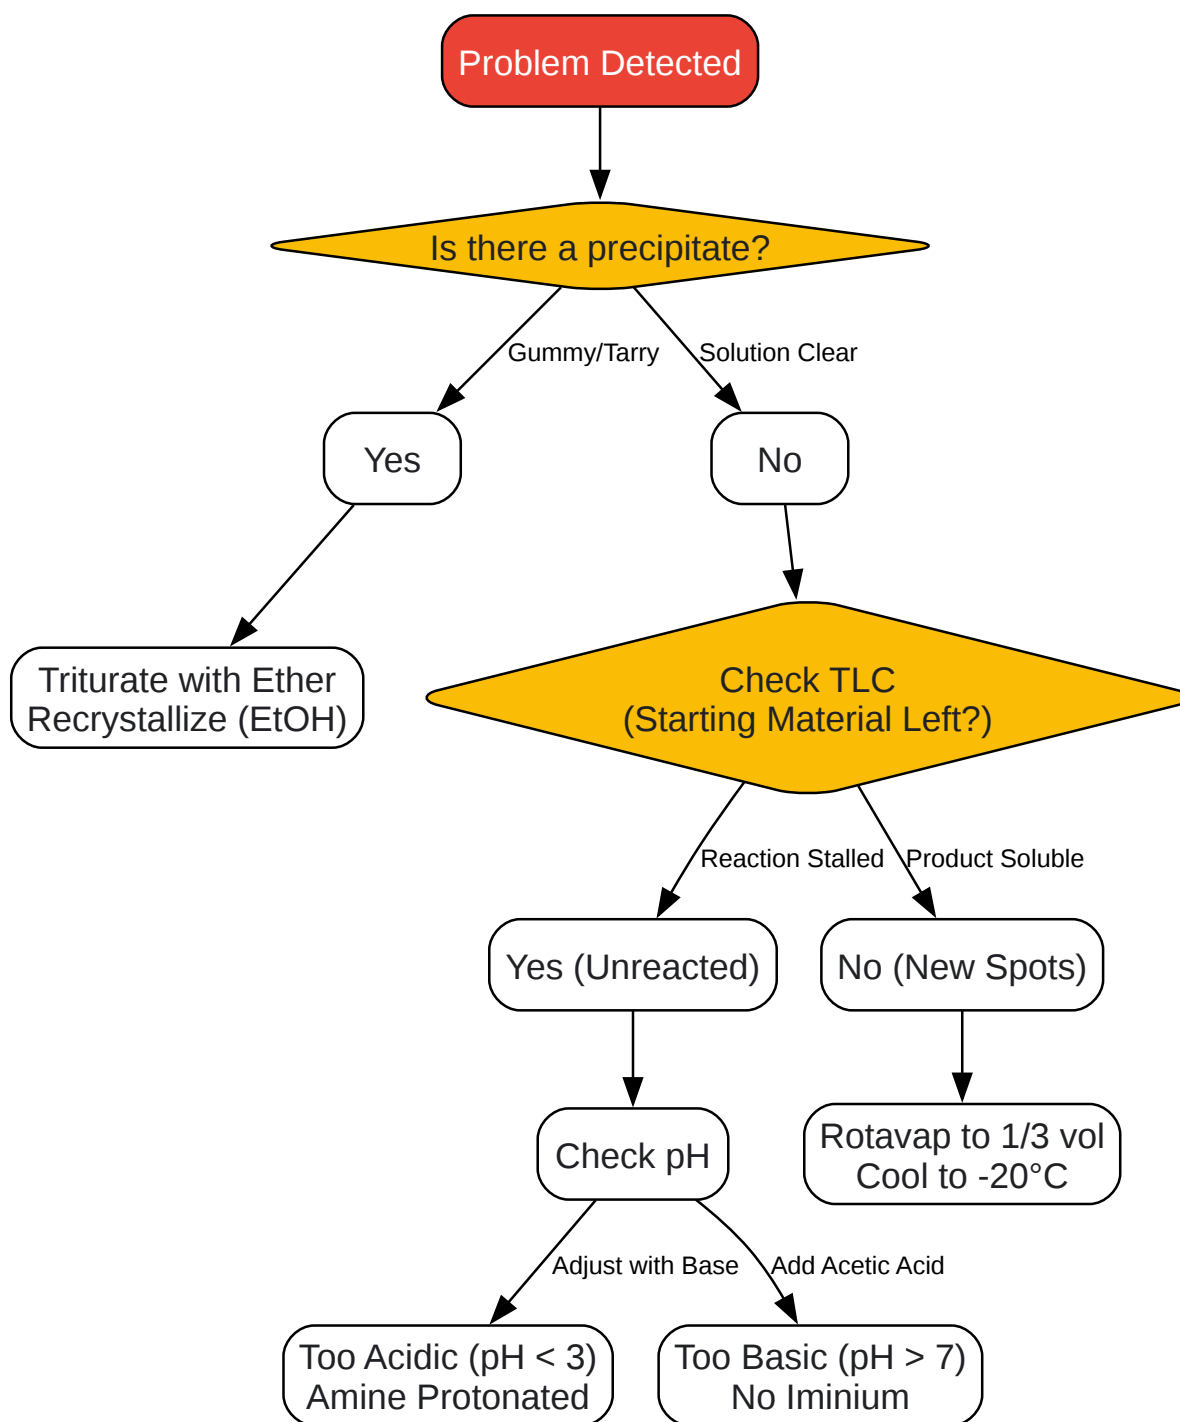 Problem Detected
Is there a precipitate?
Gummy/Tarry
Solution Clear
Yes
No
Triturate with Ether
Recrystallize (EtOH)
Check TLC
(Starting Material Left?)
Reaction Stalled
Product Soluble
Yes (Unreacted)
No (New Spots)
Check pH
Rotavap to 1/3 vol
Cool to -20°C
Adjust with Base
Add Acetic Acid
Too Acidic (pH < 3)
Amine Protonated
Too Basic (pH > 7)
No Iminium